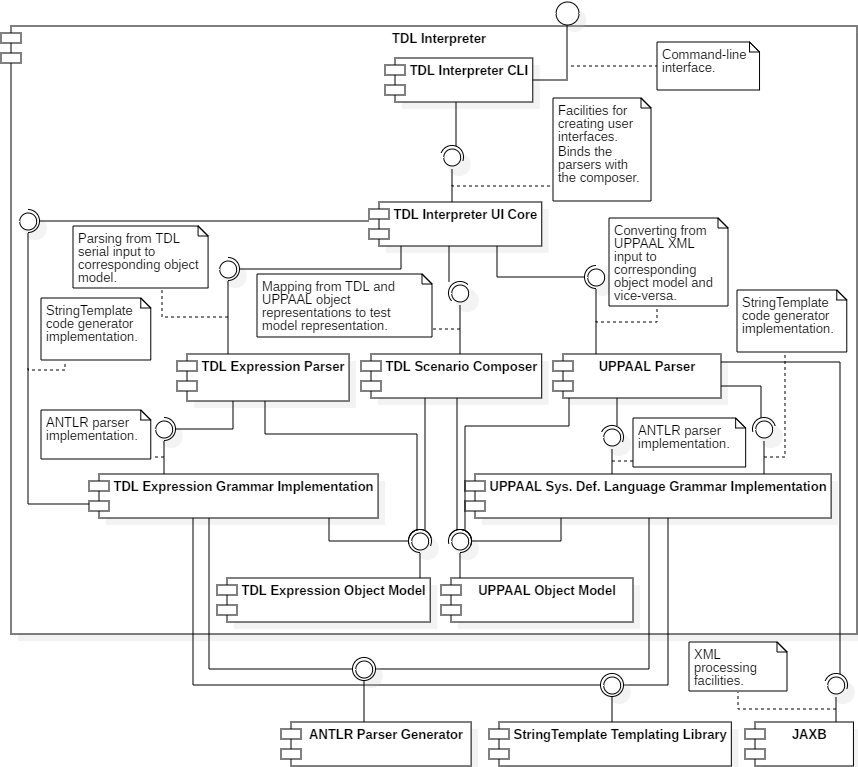 TDL Interpreter
TDL Interpreter CLI
Command-line
interface.
Facilities for
creating user
interfaces.
Binds the
parsers with
the composer.
TDL Interpreter UI Core
Parsing from TDL
serial input to
corresponding object
model.
Converting from
UPPAAL XML
input to
corresponding
object model and
vice-versa.
Mapping from TDL and
UPPAAL object
representations to test
model representation.
StringTemplate
code generator
implementation.
StringTemplate
code generator
implementation.
TDL Expression Parser
TDL Scenario Composer
UPPAAL Parser
ANTLR parser
implementation.
ANTLR parser
implementation.
TDL Expression Grammar Implementation
UPPAAL Sys. Def. Language Grammar Implementation
TDL Expression Object Model
UPPAAL Object Model
XML
processing
facilities.
ANTLR Parser Generator
StringTemplate Templating Library
JAXB